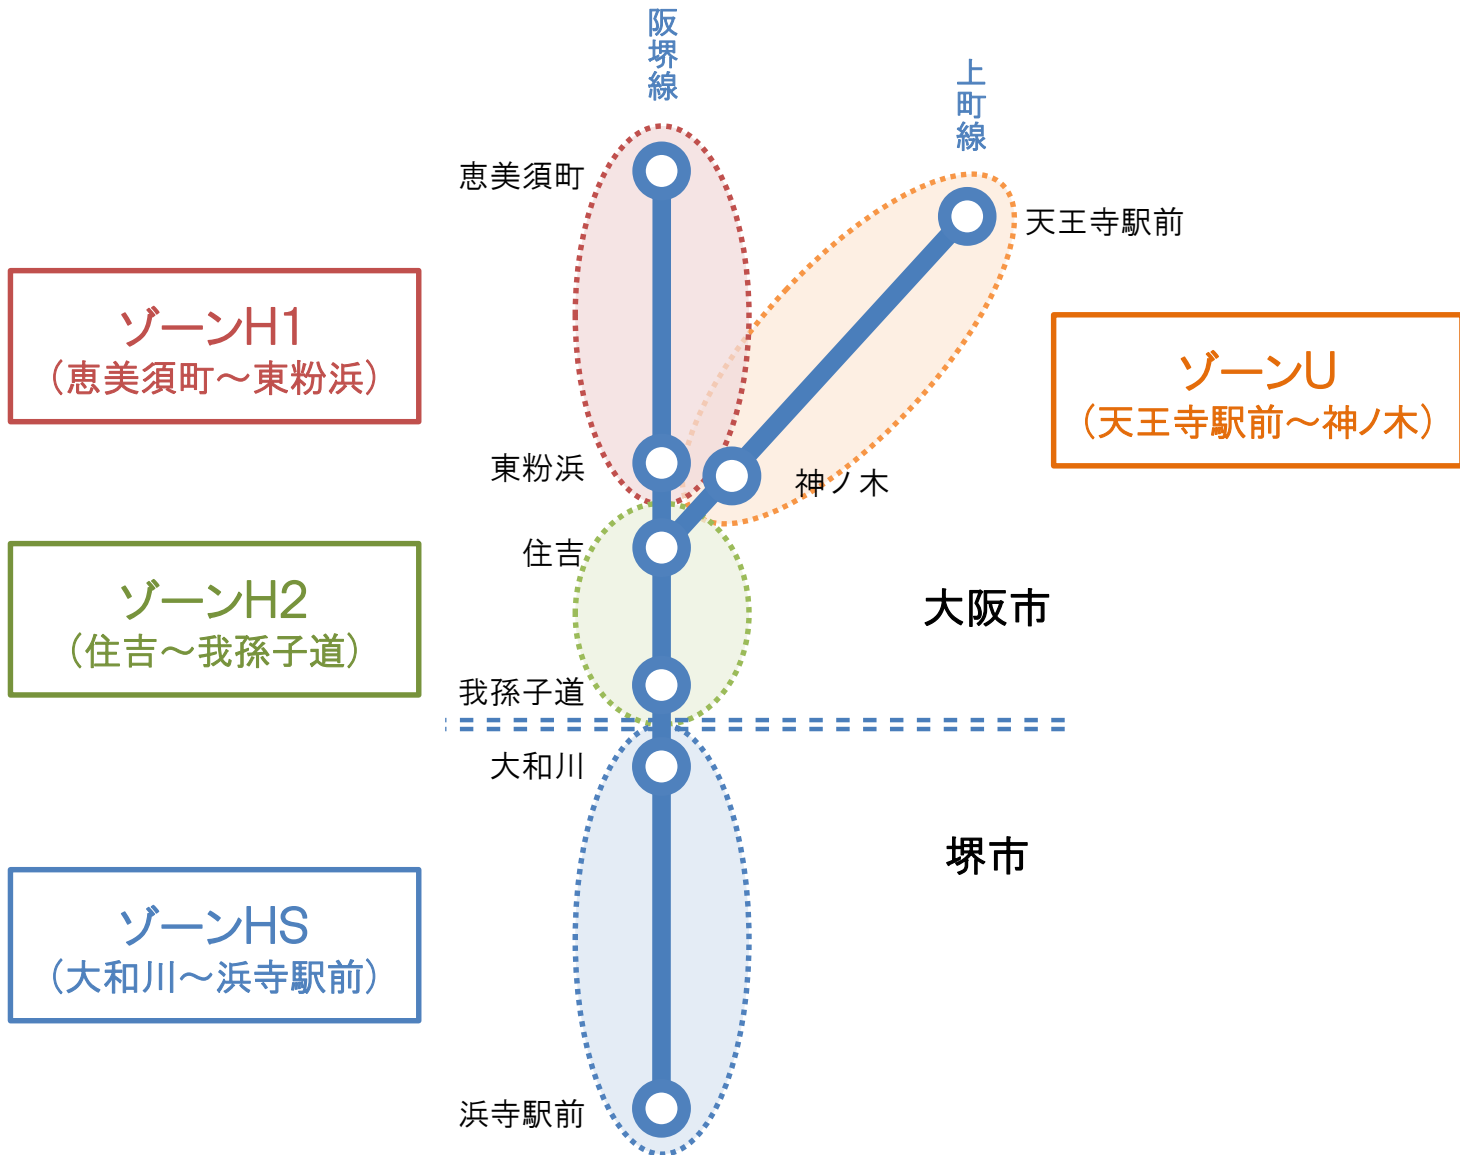 阪堺線
上町線
恵美須町
天王寺駅前
ゾーンH1
（恵美須町～東粉浜）
ゾーンU
（天王寺駅前～神ノ木）
東粉浜
神ノ木
住吉
ゾーンH2
（住吉～我孫子道）
大阪市
我孫子道
大和川
堺市
ゾーンHS
（大和川～浜寺駅前）
浜寺駅前